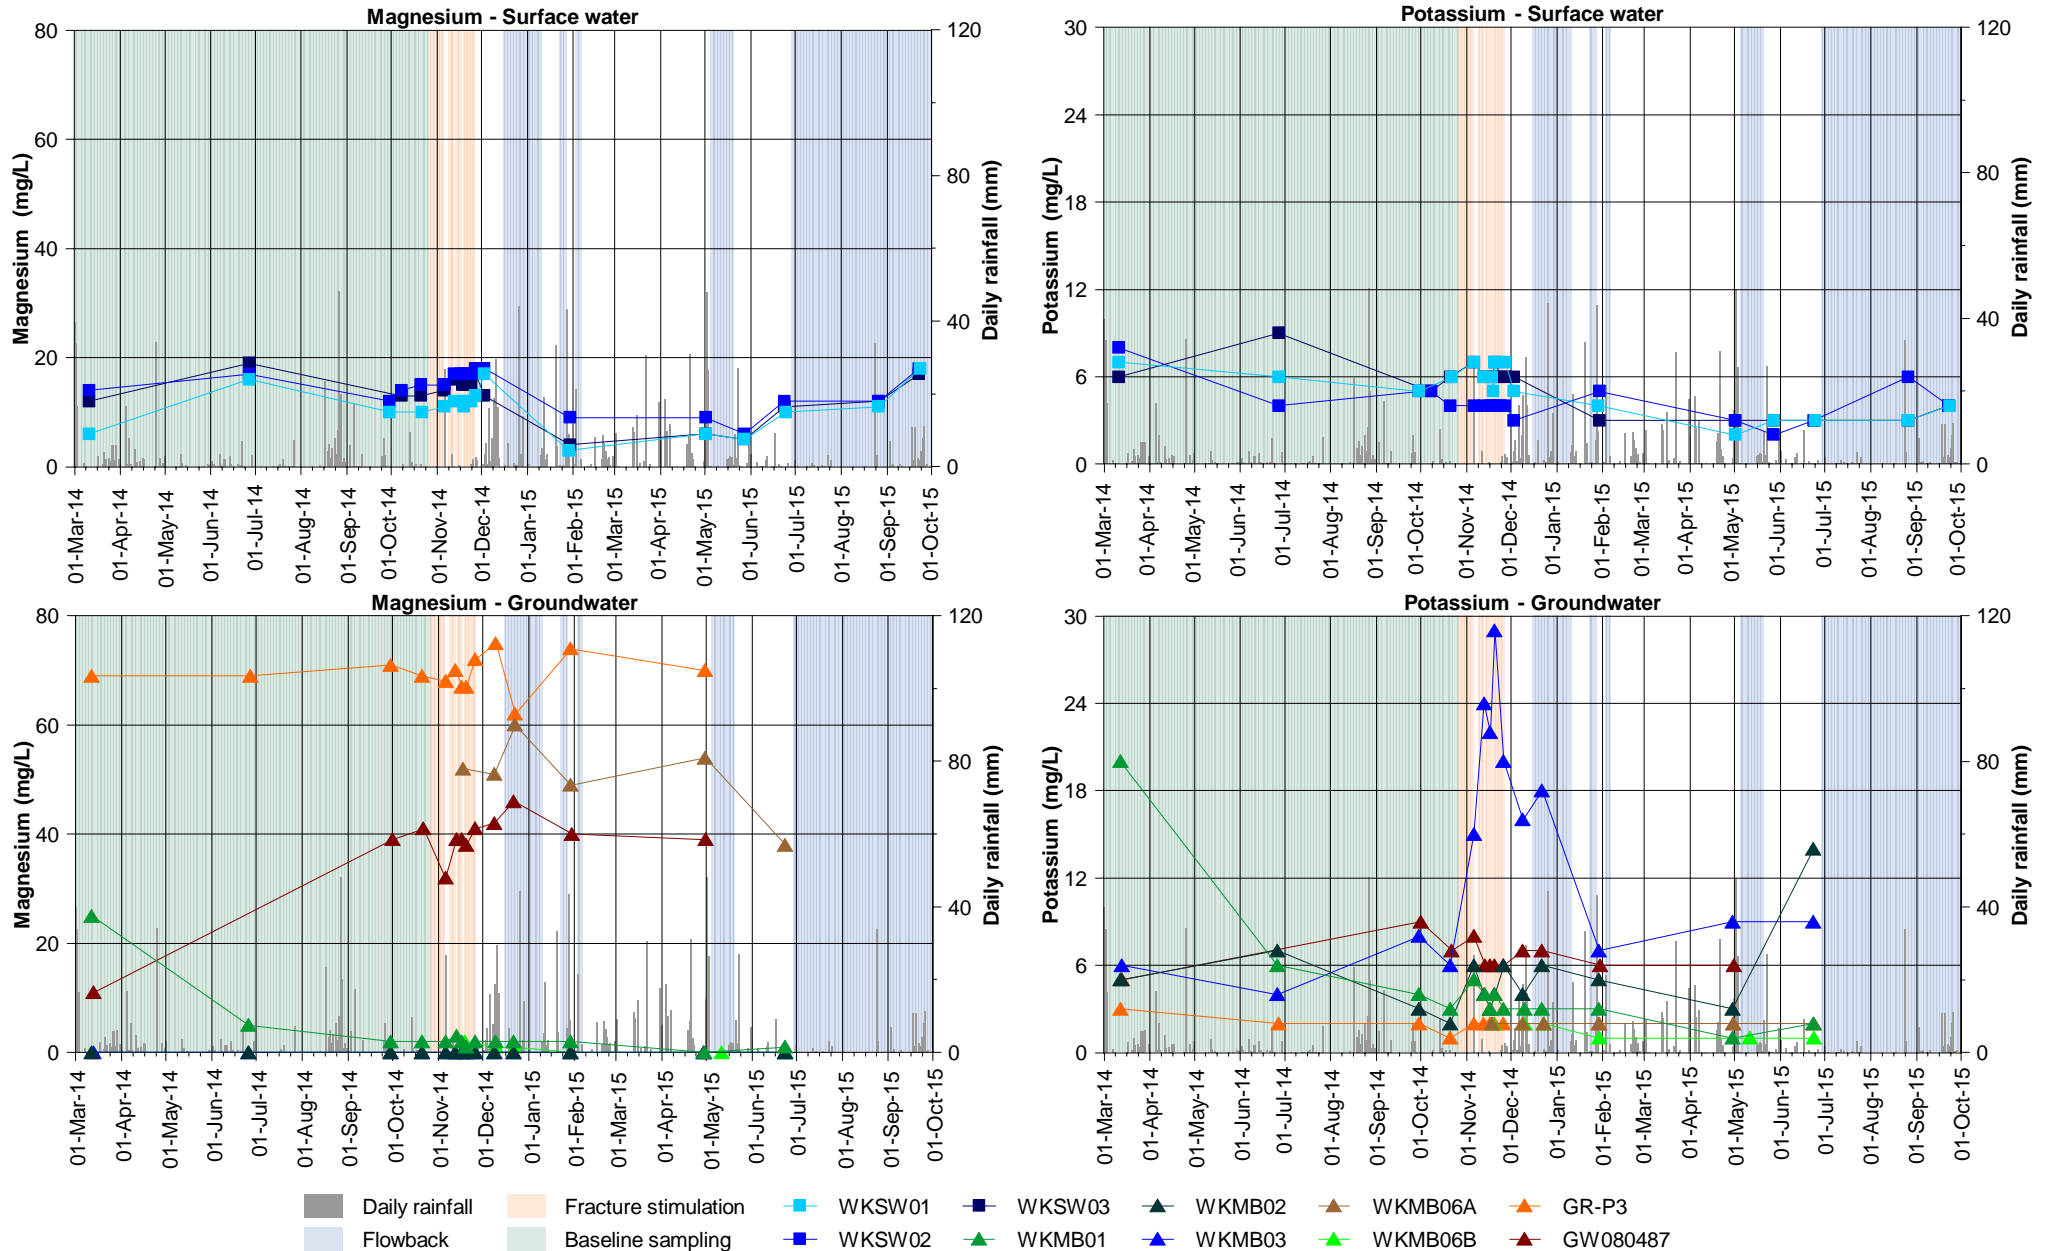 Magnesium - Surface water
80
60
40
20
0
Magnesium (mg/L)
120
80
40
0
Daily rainfall (mm)
01-Mar-14
01-Apr-14
01-May-14
01-Jun-14
01-Jul-14
01-Aug-14
01-Sep-14
01-Oct-14
01-Nov-14
01-Dec-14
01-Jan-15
01-Feb-15
01-Mar-15
01-Apr-15
01-May-15
01-Jun-15
01-Jul-15
01-Aug-15
01-Sep-15
01-Oct-15
Potassium - Surface water
30
24
18
12
6
0
Potassium (mg/L)
120
80
40
0
Daily rainfall (mm)
01-Mar-14
01-Apr-14
01-May-14
01-Jun-14
01-Jul-14
01-Aug-14
01-Sep-14
01-Oct-14
01-Nov-14
01-Dec-14
01-Jan-15
01-Feb-15
01-Mar-15
01-Apr-15
01-May-15
01-Jun-15
01-Jul-15
01-Aug-15
01-Sep-15
01-Oct-15
Magnesium - Groundwater
80
60
40
20
0
Magnesium (mg/L)
120
80
40
0
Daily rainfall (mm)
01-Mar-14
01-Apr-14
01-May-14
01-Jun-14
01-Jul-14
01-Aug-14
01-Sep-14
01-Oct-14
01-Nov-14
01-Dec-14
01-Jan-15
01-Feb-15
01-Mar-15
01-Apr-15
01-May-15
01-Jun-15
01-Jul-15
01-Aug-15
01-Sep-15
01-Oct-15
Potassium - Groundwater
30
24
18
12
6
0
Potassium (mg/L)
120
80
40
0
Daily rainfall (mm)
01-Mar-14
01-Apr-14
01-May-14
01-Jun-14
01-Jul-14
01-Aug-14
01-Sep-14
01-Oct-14
01-Nov-14
01-Dec-14
01-Jan-15
01-Feb-15
01-Mar-15
01-Apr-15
01-May-15
01-Jun-15
01-Jul-15
01-Aug-15
01-Sep-15
01-Oct-15
Daily rainfall Fracture stimulation WKSW01 WKSW03 WKMB02 WKMB06A GR-P3
Flowback Baseline sampling WKSW02 WKMB01 WKMB03 WKMB06B GW080487